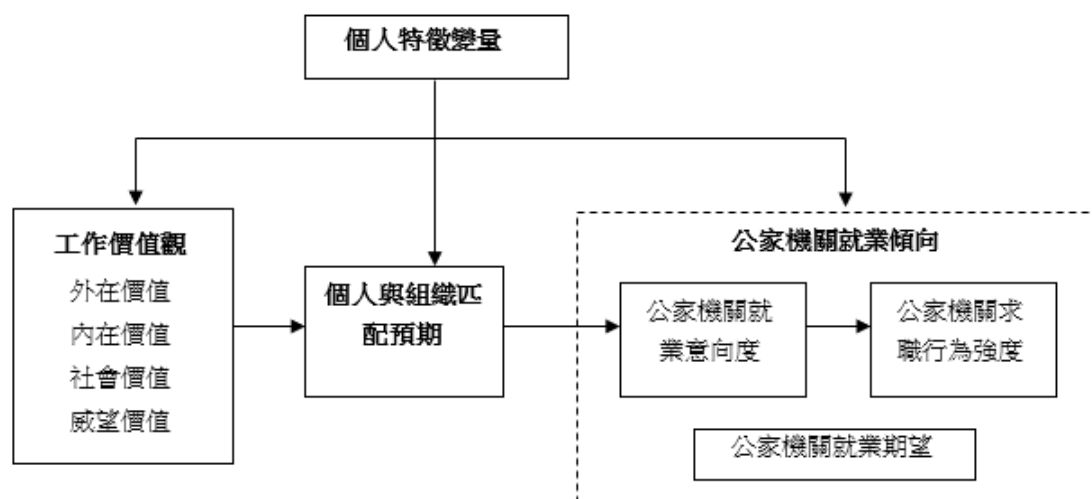 個人特徵變量
工作價值觀
外在價值
內在價值
社會價值
威望價值
個人與組織匹
配預期
公家機關就業傾向
公家機關就
業意向度
公家機關求
職行為強度
公家機關就業期望